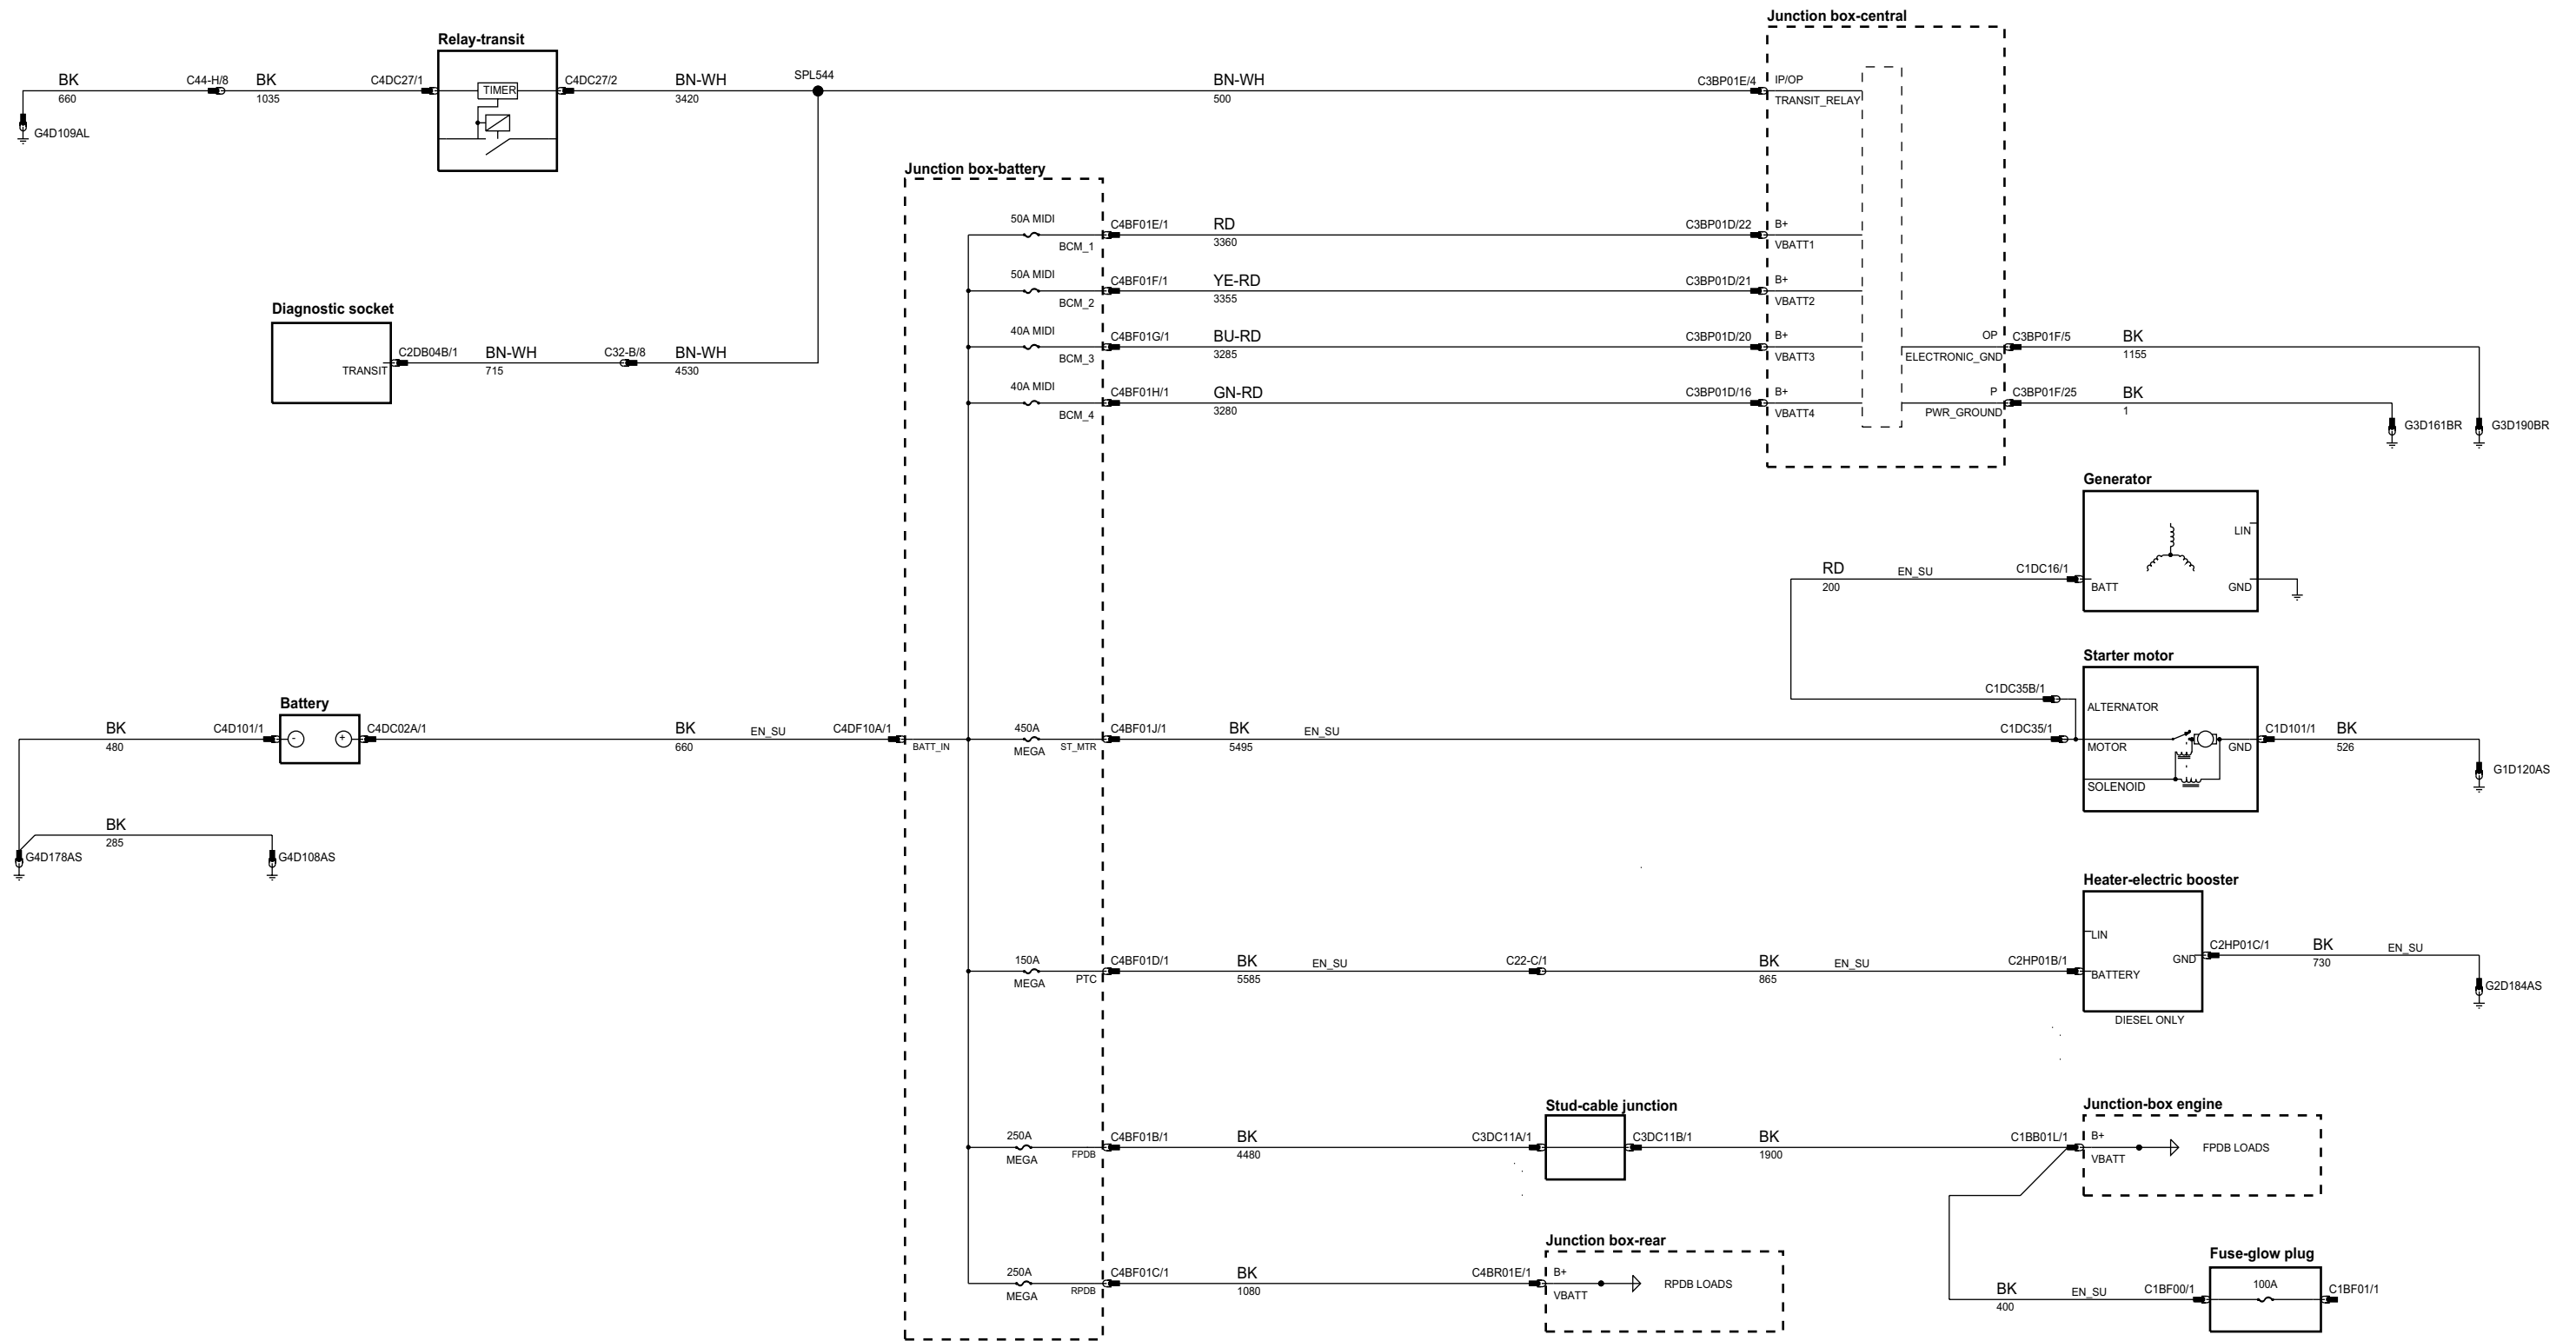 Junction box-central
Relay-transit
BK
660
C44-H/8
BK
1035
C4DC27/1
TIMER
C4DC27/2
BN-WH
3420
SPL544
BN-WH
500
C3BP01E/4
IP/OP
TRANSIT_RELAY
G4D109AL
Junction box-battery
50A MIDI
BCM_1
C4BF01E/1
RD
3360
C3BP01D/22
B+
VBATT1
50A MIDI
BCM_2
C4BF01F/1
YE-RD
3355
C3BP01D/21
B+
VBATT2
Diagnostic socket
TRANSIT
C2DB04B/1
BN-WH
715
C32-B/8
BN-WH
4530
40A MIDI
BCM_3
C4BF01G/1
BU-RD
3285
C3BP01D/20
B+
VBATT3
OP
ELECTRONIC_GND
C3BP01F/5
BK
1155
40A MIDI
BCM_4
C4BF01H/1
GN-RD
3280
C3BP01D/16
B+
VBATT4
P
PWR_GROUND
C3BP01F/25
BK
1
G3D161BR
G3D190BR
Generator
LIN
RD
200
EN_SU
C1DC16/1
BATT
GND
Starter motor
C1DC35B/1
ALTERNATOR
Battery
BK
480
C4D101/1
-
+
C4DC02A/1
BK
660
EN_SU
C4DF10A/1
BATT_IN
450A
MEGA
ST_MTR
C4BF01J/1
BK
5495
EN_SU
C1DC35/1
MOTOR
GND
SOLENOID
C1D101/1
BK
526
G1D120AS
BK
285
G4D178AS
G4D108AS
Heater-electric booster
LIN
150A
MEGA
PTC
C4BF01D/1
BK
5585
EN_SU
C22-C/1
BK
865
EN_SU
C2HP01B/1
BATTERY
GND
C2HP01C/1
BK
730
EN_SU
G2D184AS
DIESEL ONLY
Stud-cable junction
Junction-box engine
250A
MEGA
FPDB
C4BF01B/1
BK
4480
C3DC11A/1
C3DC11B/1
BK
1900
C1BB01L/1
B+
VBATT
FPDB LOADS
Junction box-rear
Fuse-glow plug
250A
MEGA
RPDB
C4BF01C/1
BK
1080
C4BR01E/1
B+
VBATT
RPDB LOADS
BK
400
EN_SU
C1BF00/1
100A
C1BF01/1